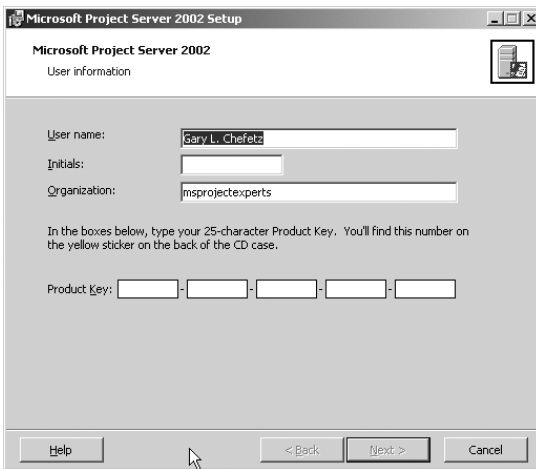 Microsoft Project Server 2002 Setup
Microsoft Project Server 2002
User information
User name: Gary L. Chefetz
Initials:
Organization: msprojectexperts
In the boxes below, type your 25-character Product Key. You'll find this number on
the yellow sticker on the back of the CD case.
Product Key: - - - -
Help < Back Next > Cancel